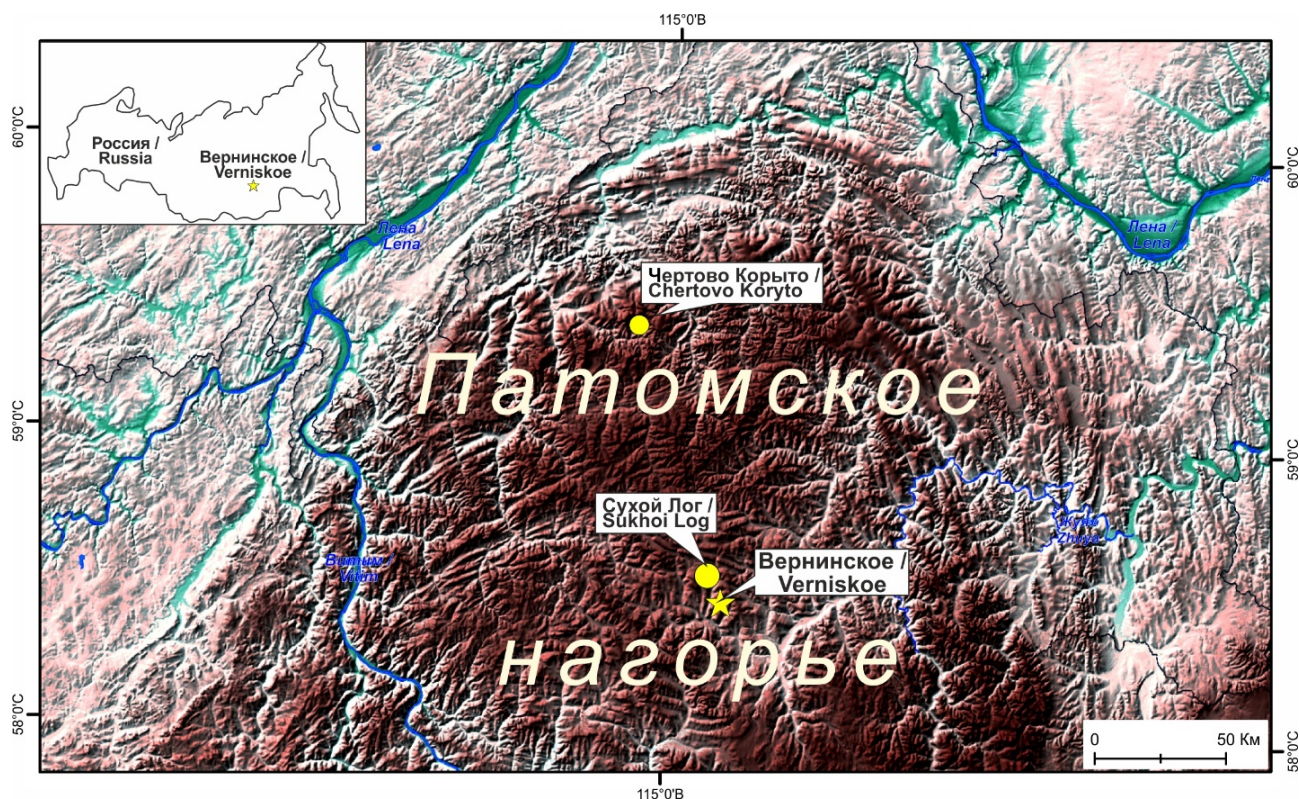 115°0'В
60°0'С
60°0'С
Россия /
Russia
Вернинское /
Verniskoe
Лена /
Lena
Лена /
Lena
Чертово Корыто /
Chertovo Koryto
Патомское
59°0'С
59°0'С
Сухой Лог /
Sukhoi Log
Жуя /
Zhuya
Витим /
Vitim
Вернинское /
Verniskoe
нагорье
58°0'С
58°0'С
0 50 Км
115°0'В